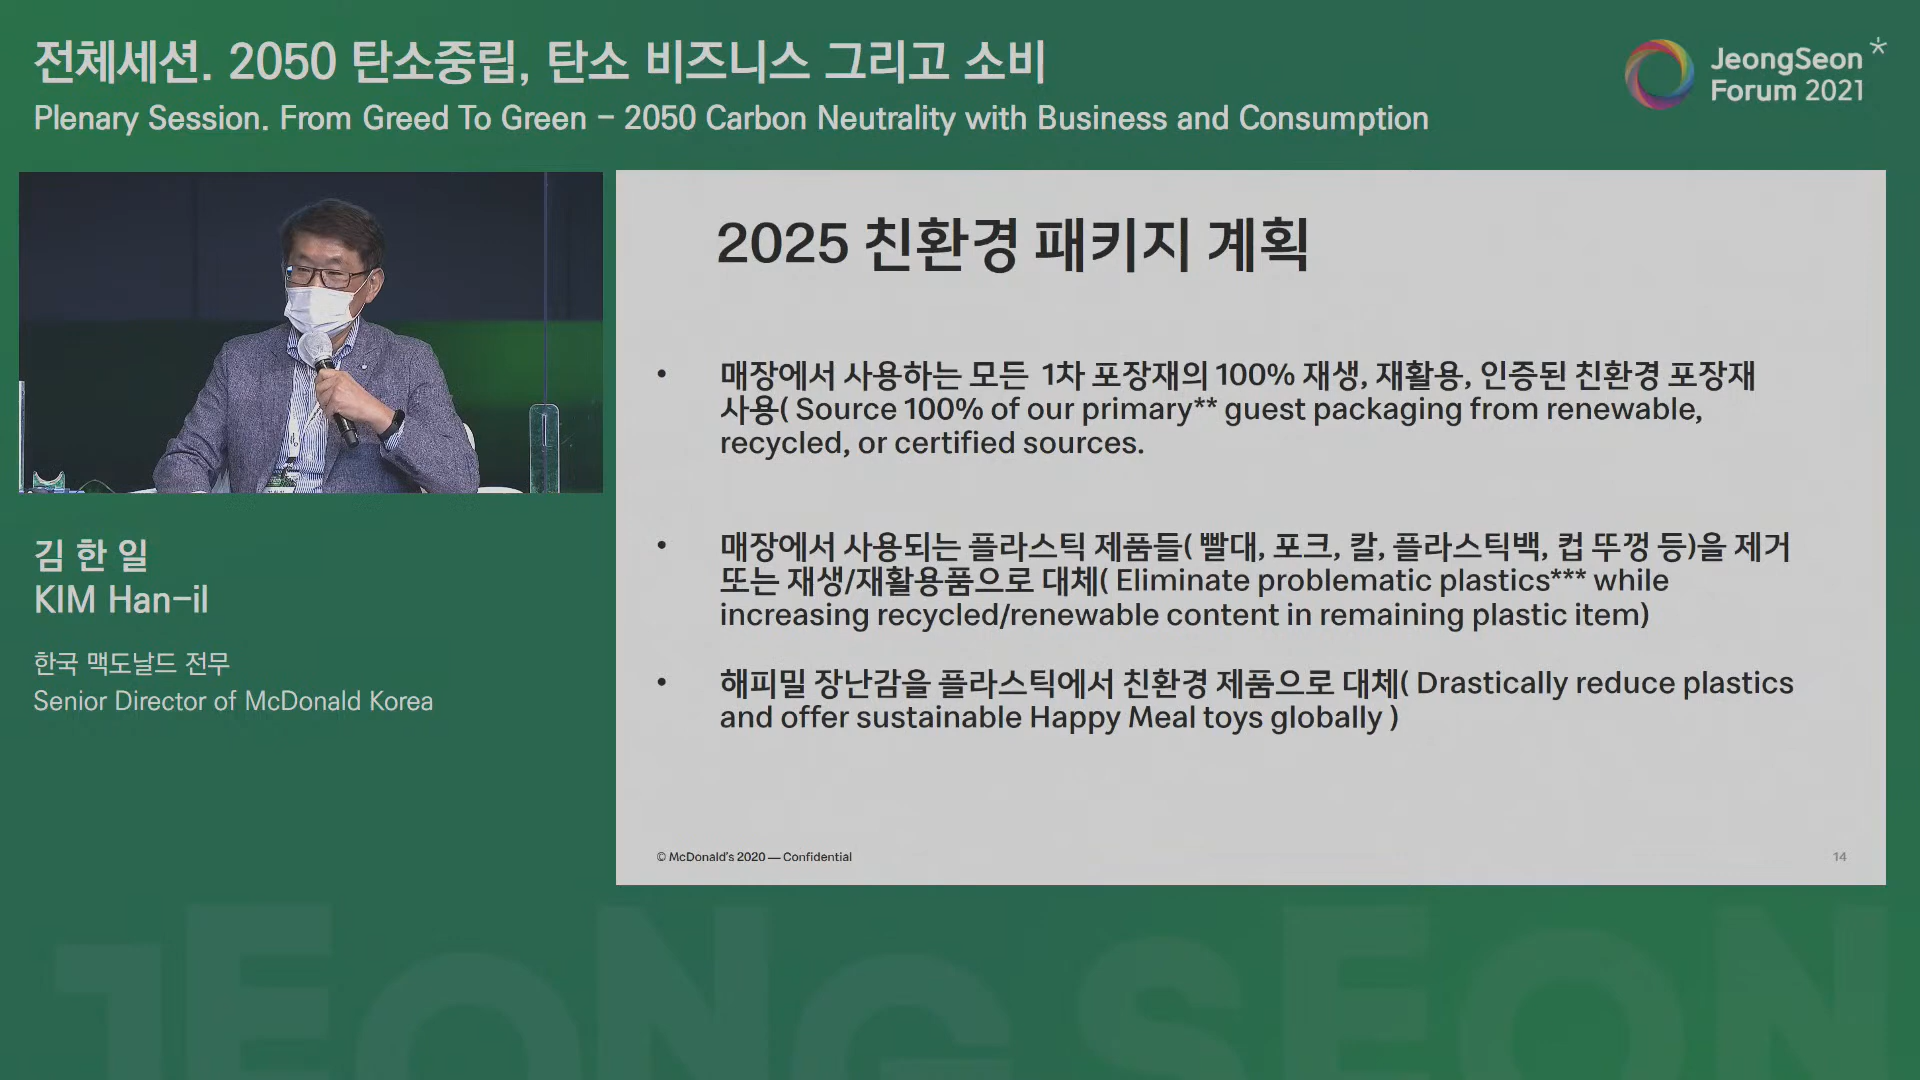 전체세션. 2050 탄소중립, 탄소 비즈니스 그리고 소비
Plenary Session. From Greed To Green – 2050 Carbon Neutrality with Business and Consumption
JeongSeon
Forum 2021
2025 친환경 패키지 계획
• 매장에서 사용하는 모든 1차 포장재의 100% 재생, 재활용, 인증된 친환경 포장재
사용( Source 100% of our primary** guest packaging from renewable,
recycled, or certified sources.
• 매장에서 사용되는 플라스틱 제품들( 빨대, 포크, 칼, 플라스틱백, 컵 뚜껑 등)을 제거
또는 재생/재활용품으로 대체( Eliminate problematic plastics*** while
increasing recycled/renewable content in remaining plastic item)
• 해피밀 장난감을 플라스틱에서 친환경 제품으로 대체( Drastically reduce plastics
and offer sustainable Happy Meal toys globally )
© McDonald's 2020 — Confidential
14
김 한 일
KIM Han-il
한국 맥도날드 전무
Senior Director of McDonald Korea
JEONG SEON